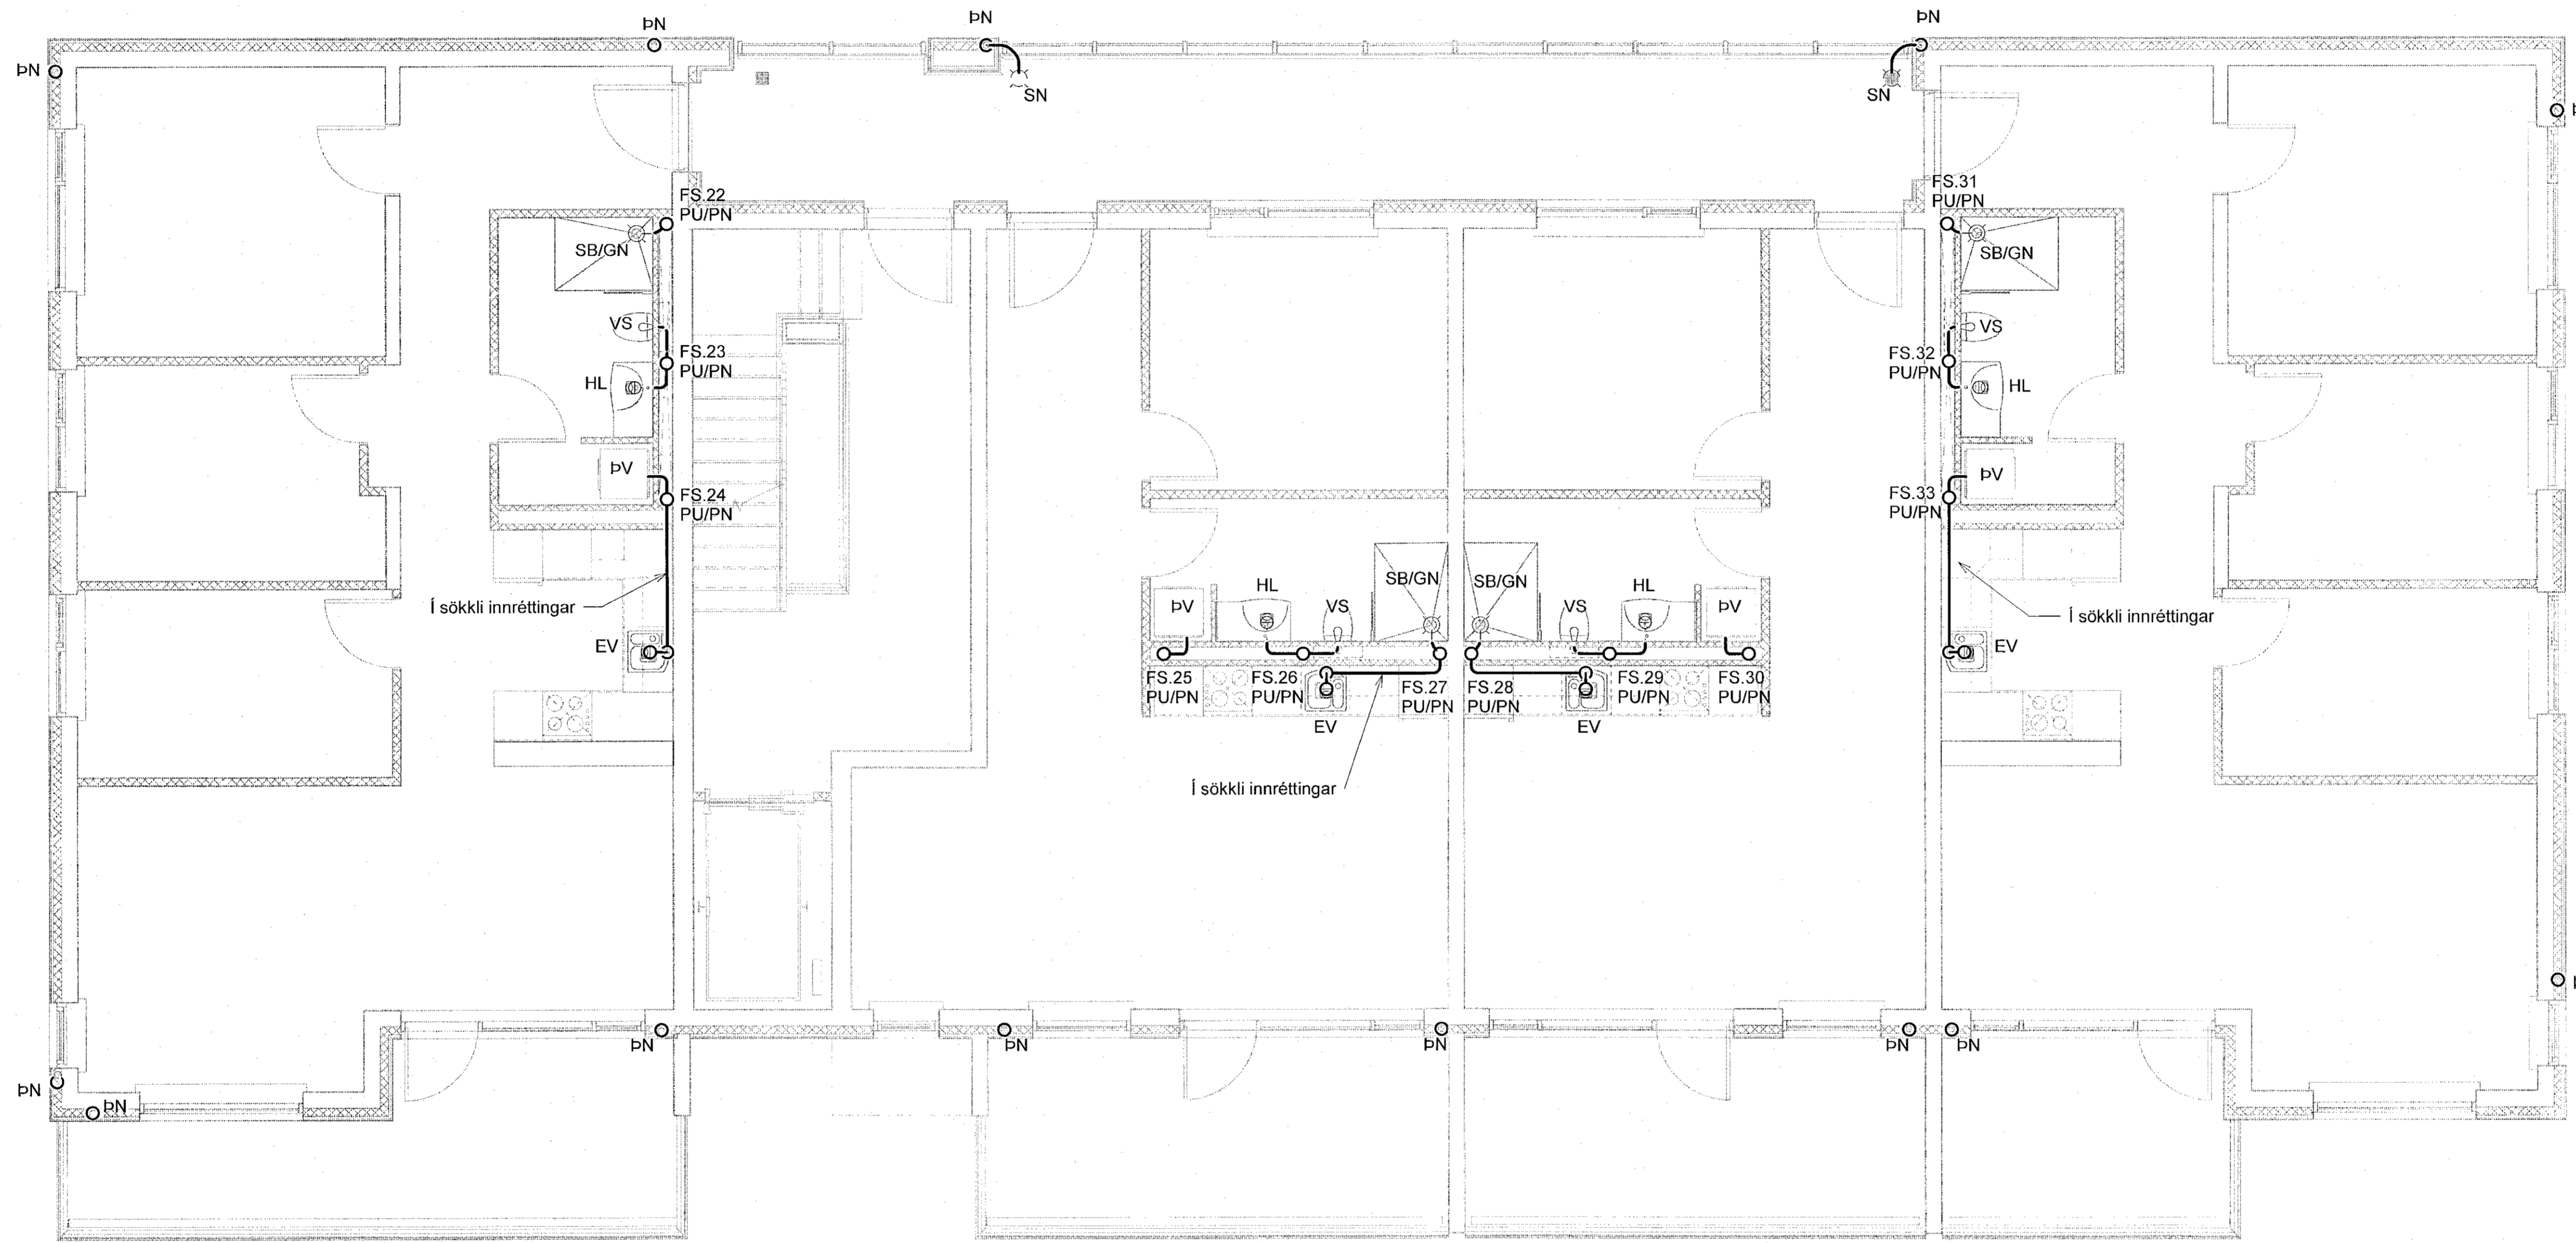 ÞN
ÞN
ÞN
ÞN
SN
SN
FS.22
PU/PN
SB/GN
VS
FS.23
PU/PN
HL
ÞV
FS.24
PU/PN
Í sökkli innréttingar
EV
FS.31
PU/PN
SB/GN
VS
FS.32
PU/PN
HL
ÞV
FS.33
PU/PN
Í sökkli innréttingar
EV
ÞV
HL
VS
SB/GN
SB/GN
VS
HL
ÞV
FS.25
PU/PN
FS.26
PU/PN
EV
FS.27
PU/PN
FS.28
PU/PN
EV
FS.29
PU/PN
FS.30
PU/PN
Í sökkli innréttingar
ÞN
ÞN
ÞN
ÞN
ÞN
ÞN
ÞN